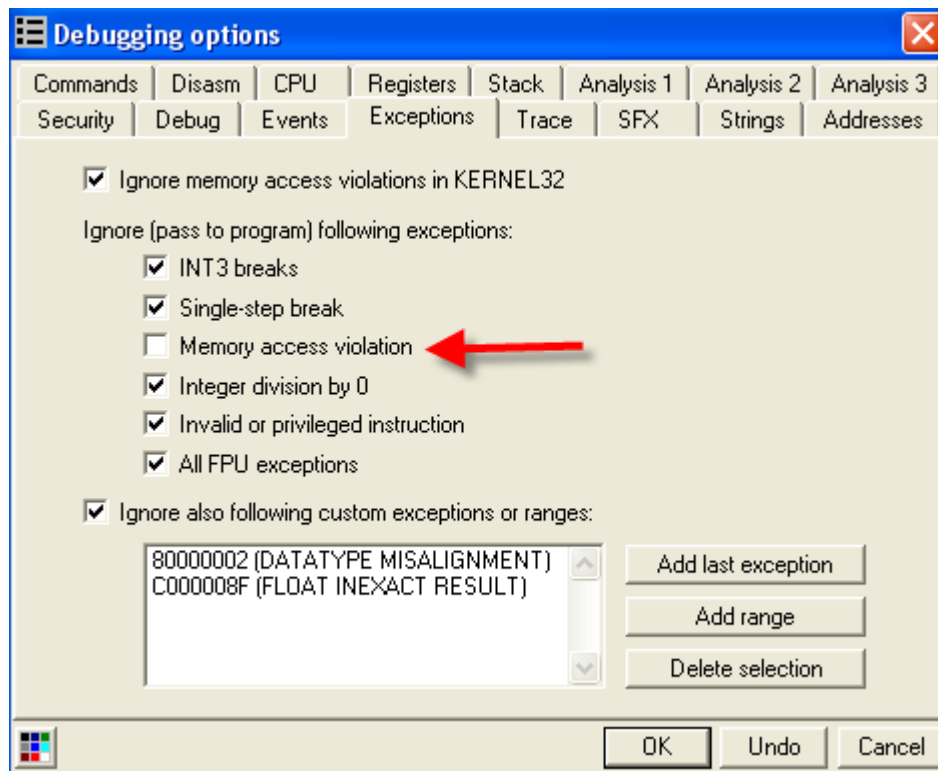 Debugging options
Commands Disasm CPU Registers Stack Analysis 1 Analysis 2 Analysis 3
Security Debug Events Exceptions Trace SFX Strings Addresses
Ignore memory access violations in KERNEL32
Ignore (pass to program) following exceptions:
INT3 breaks
Single-step break
Memory access violation
Integer division by 0
Invalid or privileged instruction
All FPU exceptions
Ignore also following custom exceptions or ranges:
80000002 (DATATYPE MISALIGNMENT)
C000008F (FLOAT INEXACT RESULT)
Add last exception
Add range
Delete selection
OK Undo Cancel